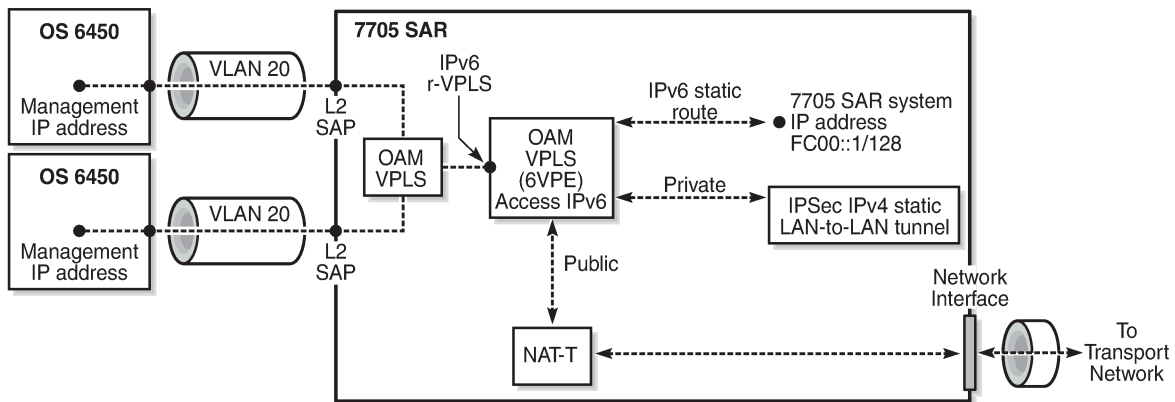 OS 6450
Management
IP address
VLAN 20
L2
SAP
OS 6450
Management
IP address
VLAN 20
L2
SAP
7705 SAR
OAM
VPLS
IPv6
r-VPLS
OAM
VPLS
(6VPE)
Access IPv6
IPv6 static
route
7705 SAR system
IP address
FC00::1/128
Private
IPSec IPv4 static
LAN-to-LAN tunnel
Public
NAT-T
Network
Interface
To
Transport
Network